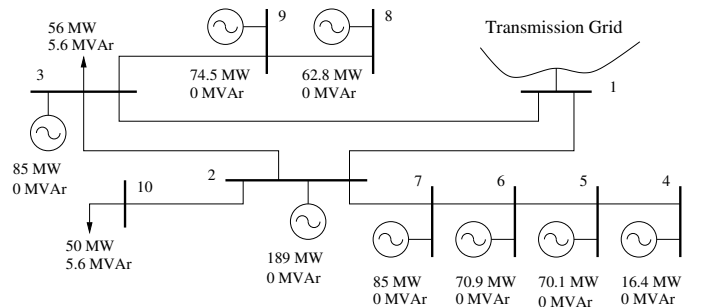 56 MW
5.6 MVAr
9
8
Transmission Grid
3
74.5 MW
0 MVAr
62.8 MW
0 MVAr
1
85 MW
0 MVAr
2
10
7
6
5
4
50 MW
5.6 MVAr
189 MW
0 MVAr
85 MW
0 MVAr
70.9 MW
0 MVAr
70.1 MW
0 MVAr
16.4 MW
0 MVAr